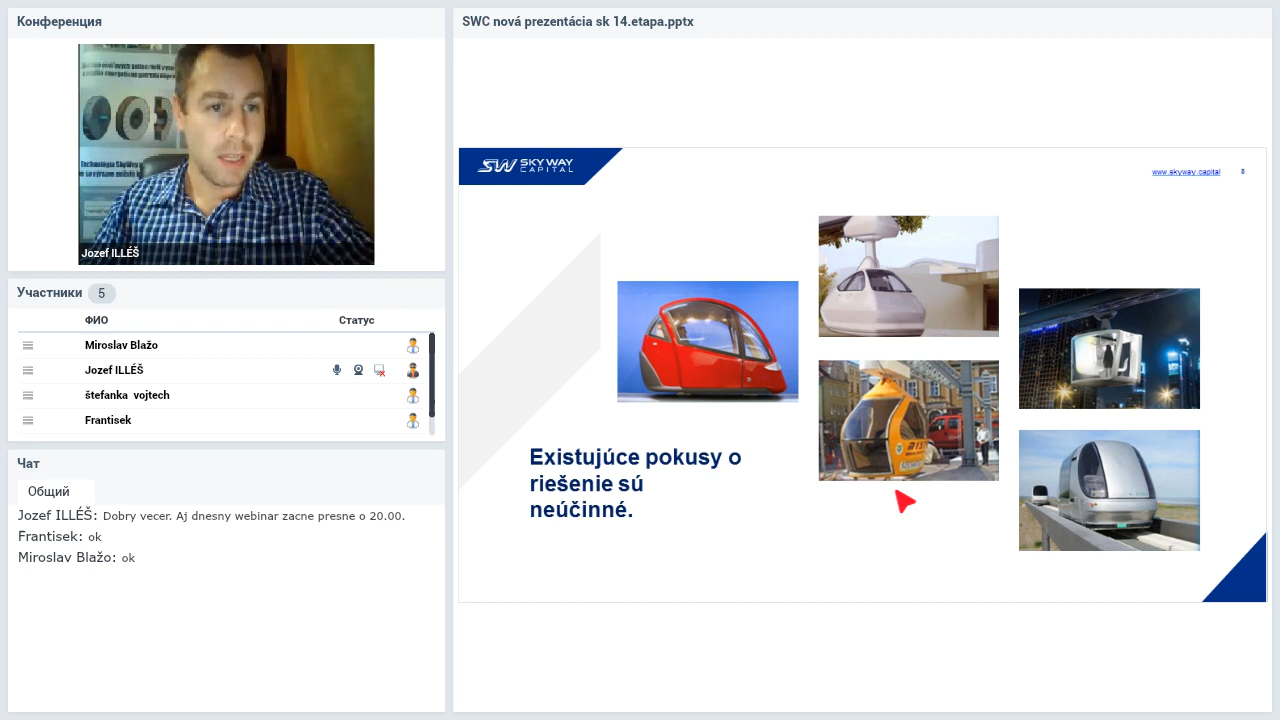 Конференция
Jozef ILLÉŠ
Участники 5
ФИО Статус
Miroslav Blažo
Jozef ILLÉŠ
štefanka vojtech
Frantisek
Чат
Общий
Jozef ILLÉŠ: Dobry vecer. Aj dnesny webinar zacne presne o 20.00.
Frantisek: ok
Miroslav Blažo: ok
SWC nová prezentácia sk 14.etapa.pptx
SW SKY WAY
CAPITAL
www.skyway.capital
Existujúce pokusy o
riešenie sú
neúčinné.